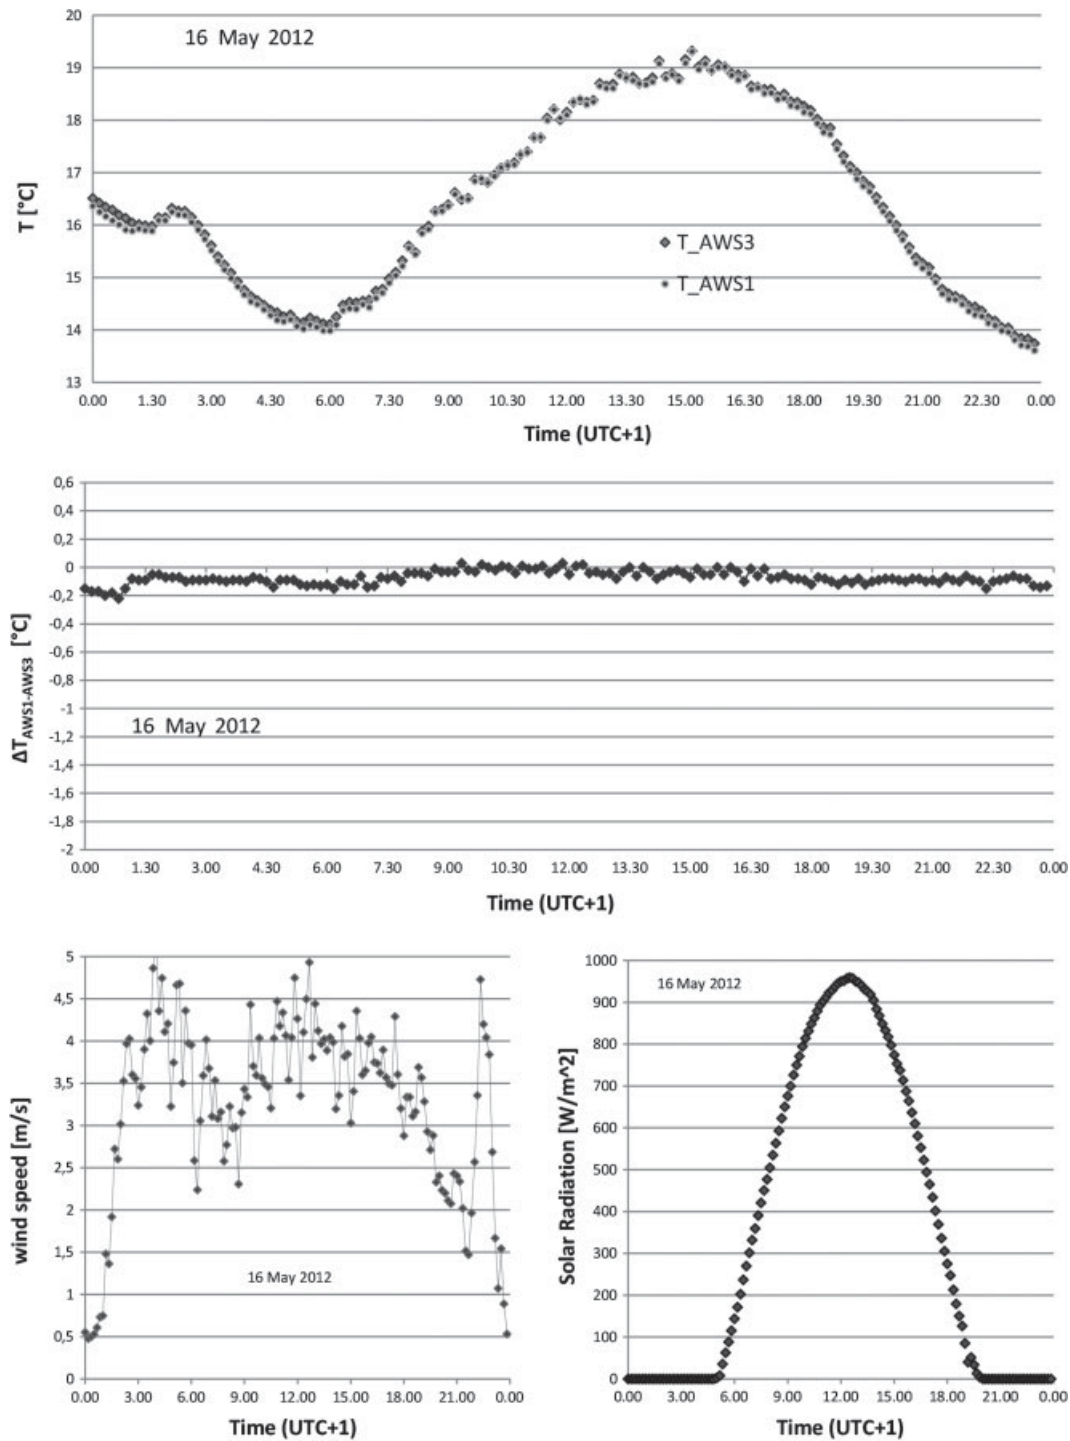 20
16 May 2012
19
18
17
16
15
14
13
T [°C]
T_AWS3
T_AWS1
0.00 1.30 3.00 4.30 6.00 7.30 9.00 10.30 12.00 13.30 15.00 16.30 18.00 19.30 21.00 22.30 0.00
Time (UTC+1)
0,6
0,4
0,2
0
-0,2
-0,4
-0,6
-0,8
-1
-1,2
-1,4
-1,6
-1,8
-2
ΔT AWS1-AWS3 [°C]
16 May 2012
0.00 1.30 3.00 4.30 6.00 7.30 9.00 10.30 12.00 13.30 15.00 16.30 18.00 19.30 21.00 22.30 0.00
Time (UTC+1)
5
4,5
4
3,5
3
2,5
2
1,5
1
0,5
0
wind speed [m/s]
16 May 2012
0.00 3.00 6.00 9.00 12.00 15.00 18.00 21.00 0.00
Time (UTC+1)
1000
900
800
700
600
500
400
300
200
100
0
Solar Radiation [W/m^2]
16 May 2012
0.00 3.00 6.00 9.00 12.00 15.00 18.00 21.00 0.00
Time (UTC+1)